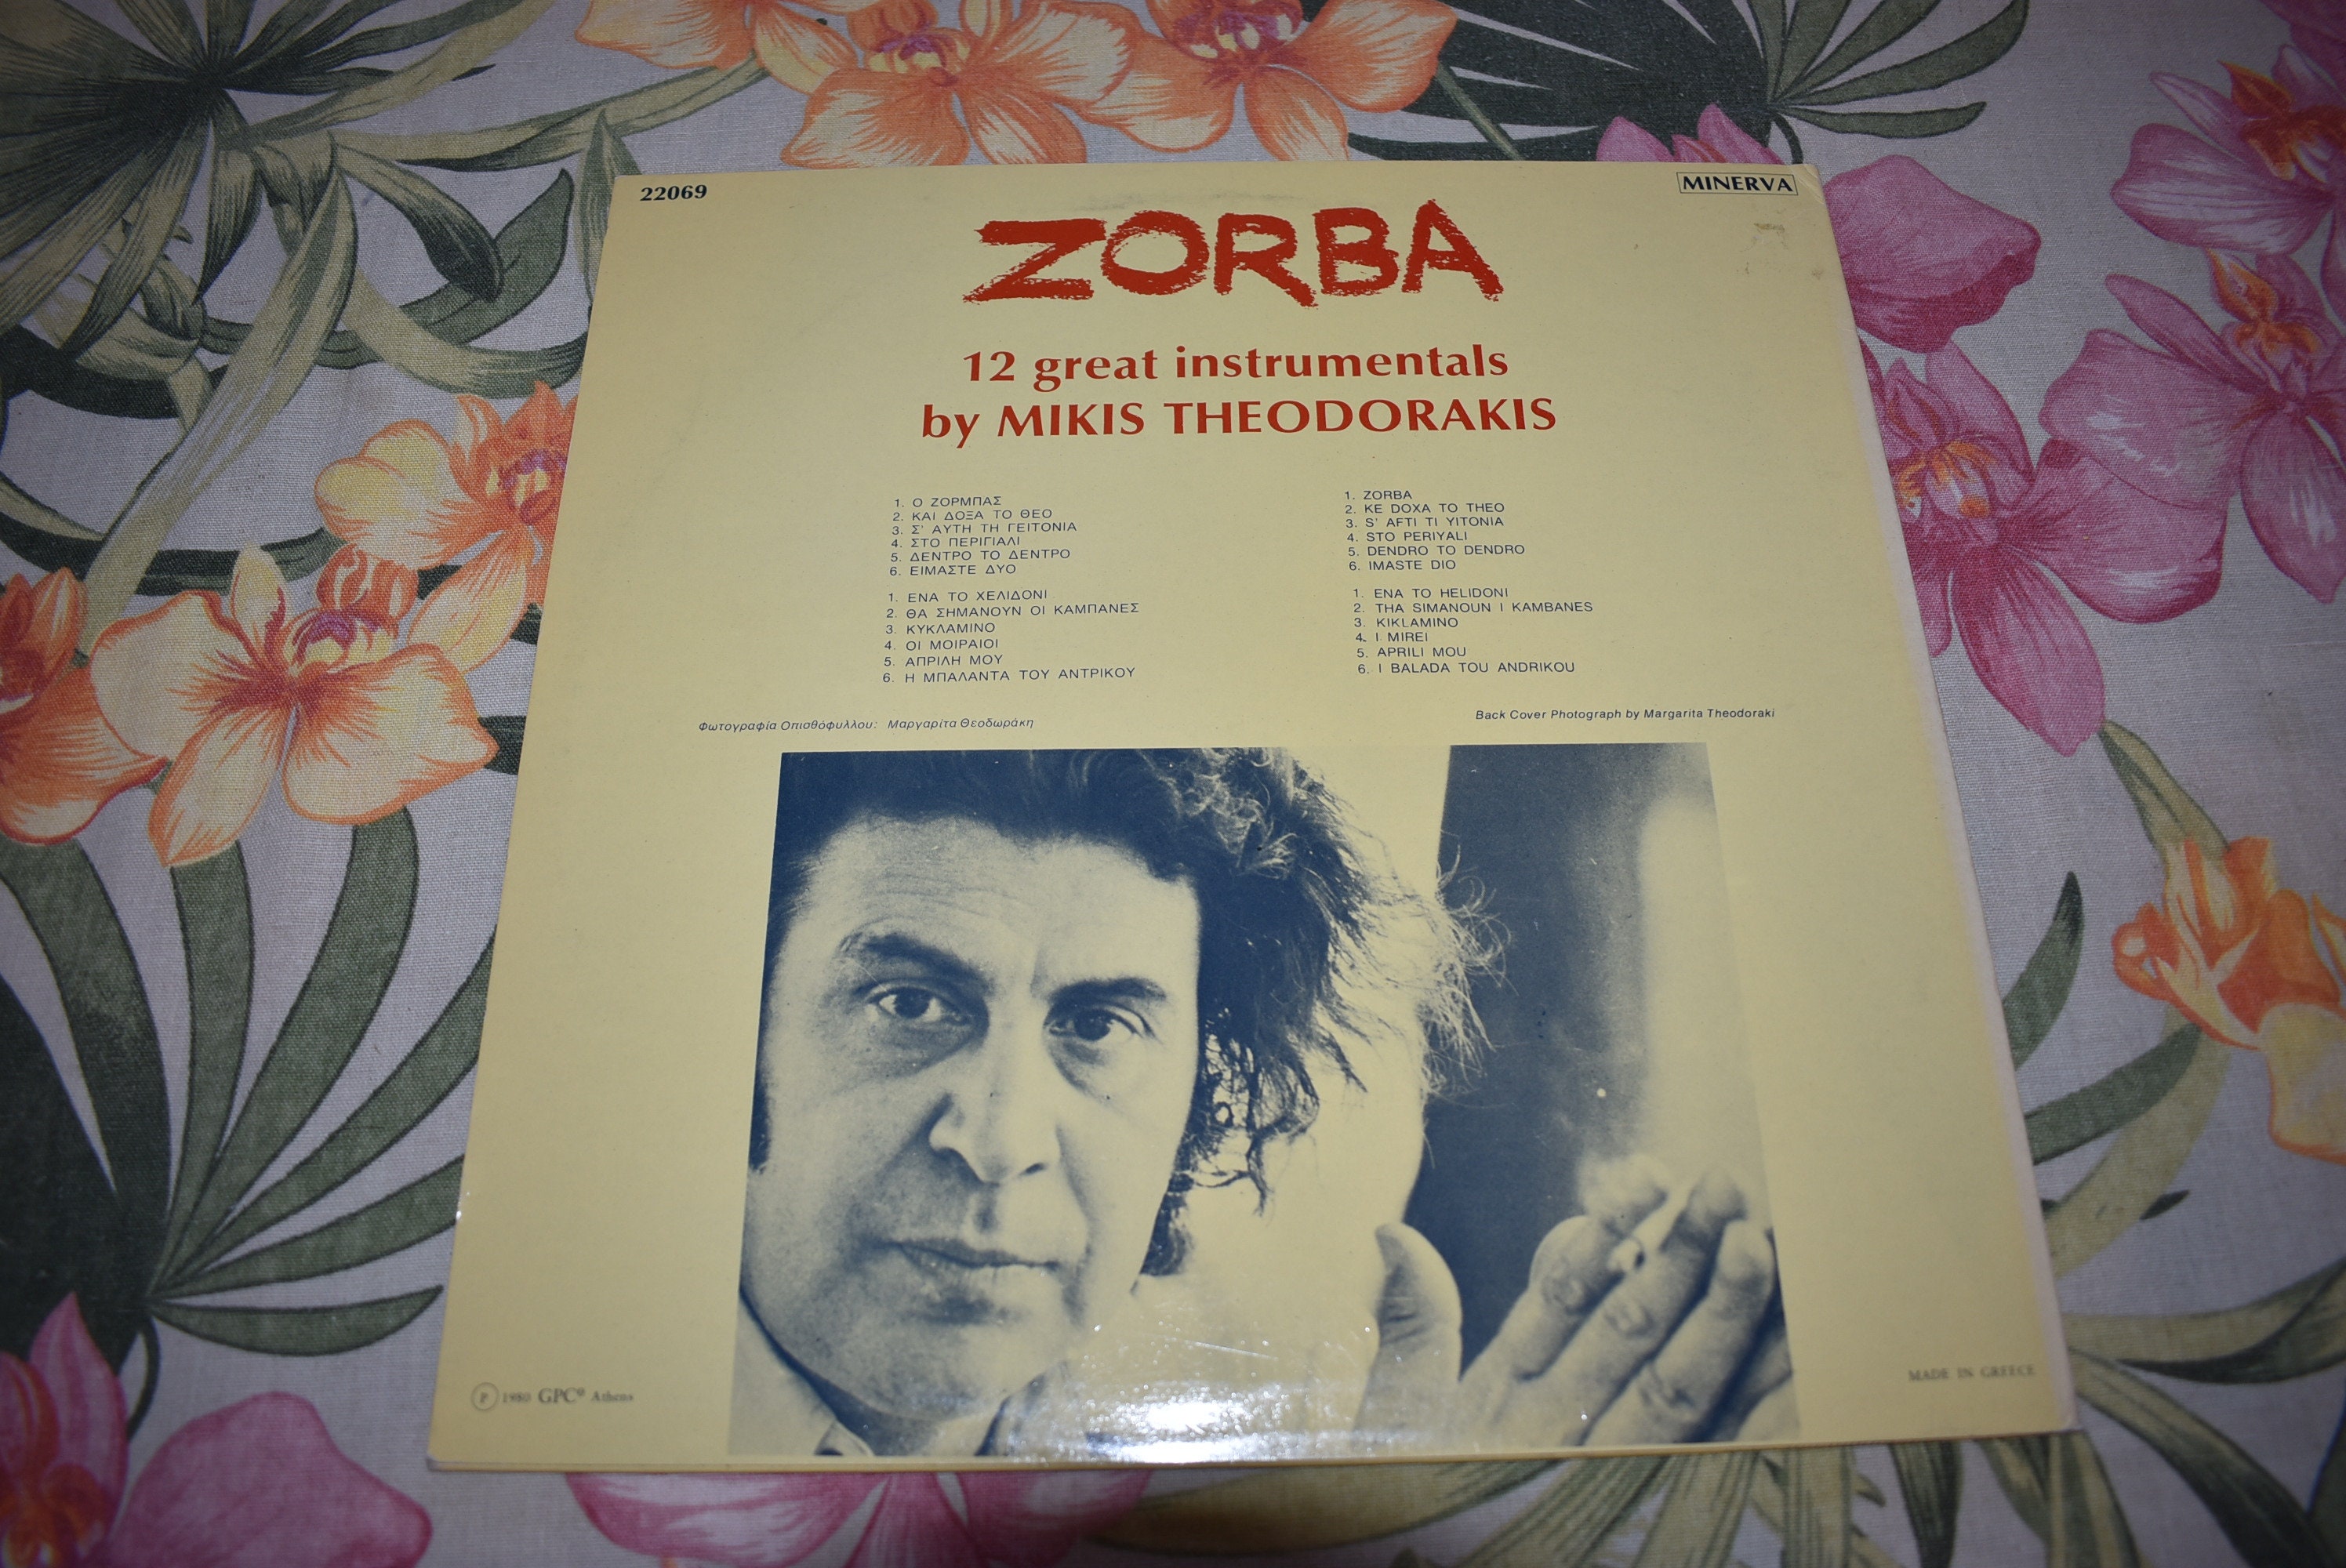 22069
MINERVA
ZORBA
12 great instrumentals
by MIKIS THEODORAKIS
1. Ο ΖΟΡΜΠΑΣ
2. ΚΑΙ ΔΟΞΑ ΤΟ ΘΕΟ
3. Σ' ΑΥΤΗ ΤΗ ΓΕΙΤΟΝΙΑ
4. ΣΤΟ ΠΕΡΙΓΙΑΛΙ
5. ΔΕΝΤΡΟ ΤΟ ΔΕΝΤΡΟ
6. ΕΙΜΑΣΤΕ ΔΥΟ
1. ΕΝΑ ΤΟ ΧΕΛΙΔΟΝΙ
2. ΘΑ ΣΗΜΑΝΟΥΝ ΟΙ ΚΑΜΠΑΝΕΣ
3. ΚΥΚΛΑΜΙΝΟ
4. ΟΙ ΜΟΙΡΑΙΟΙ
5. ΑΠΡΙΛΗ ΜΟΥ
6. Η ΜΠΑΛΑΝΤΑ ΤΟΥ ΑΝΤΡΙΚΟΥ
1. ZORBA
2. KE DOXA TO THEO
3. S' AFTI TI YITONIA
4. STO PERIYALI
5. DENDRO TO DENDRO
6. IMASTE DIO
1. ENA TO HELIDONI
2. THA SIMANOUN I KAMBANES
3. KIKLAMINO
4. I MIREI
5. APRILI MOU
6. I BALADA TOU ANDRIKOU
Φωτογραφία Οπισθόφυλλου: Μαργαρίτα Θεοδωράκη
Back Cover Photograph by Margarita Theodoraki
℗ 1980 GPC® Athens
MADE IN GREECE